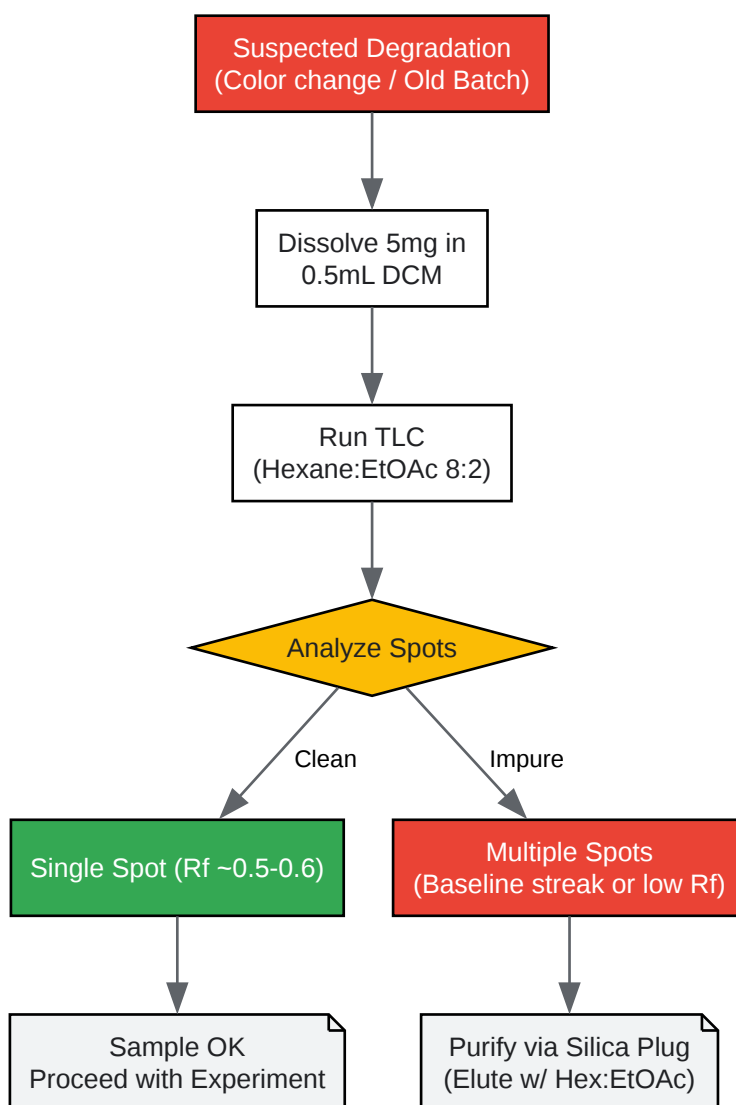 Suspected Degradation
(Color change / Old Batch)
Dissolve 5mg in
0.5mL DCM
Run TLC
(Hexane:EtOAc 8:2)
Analyze Spots
Clean
Impure
Single Spot (Rf ~0.5-0.6)
Multiple Spots
(Baseline streak or low Rf)
Sample OK
Proceed with Experiment
Purify via Silica Plug
(Elute w/ Hex:EtOAc)